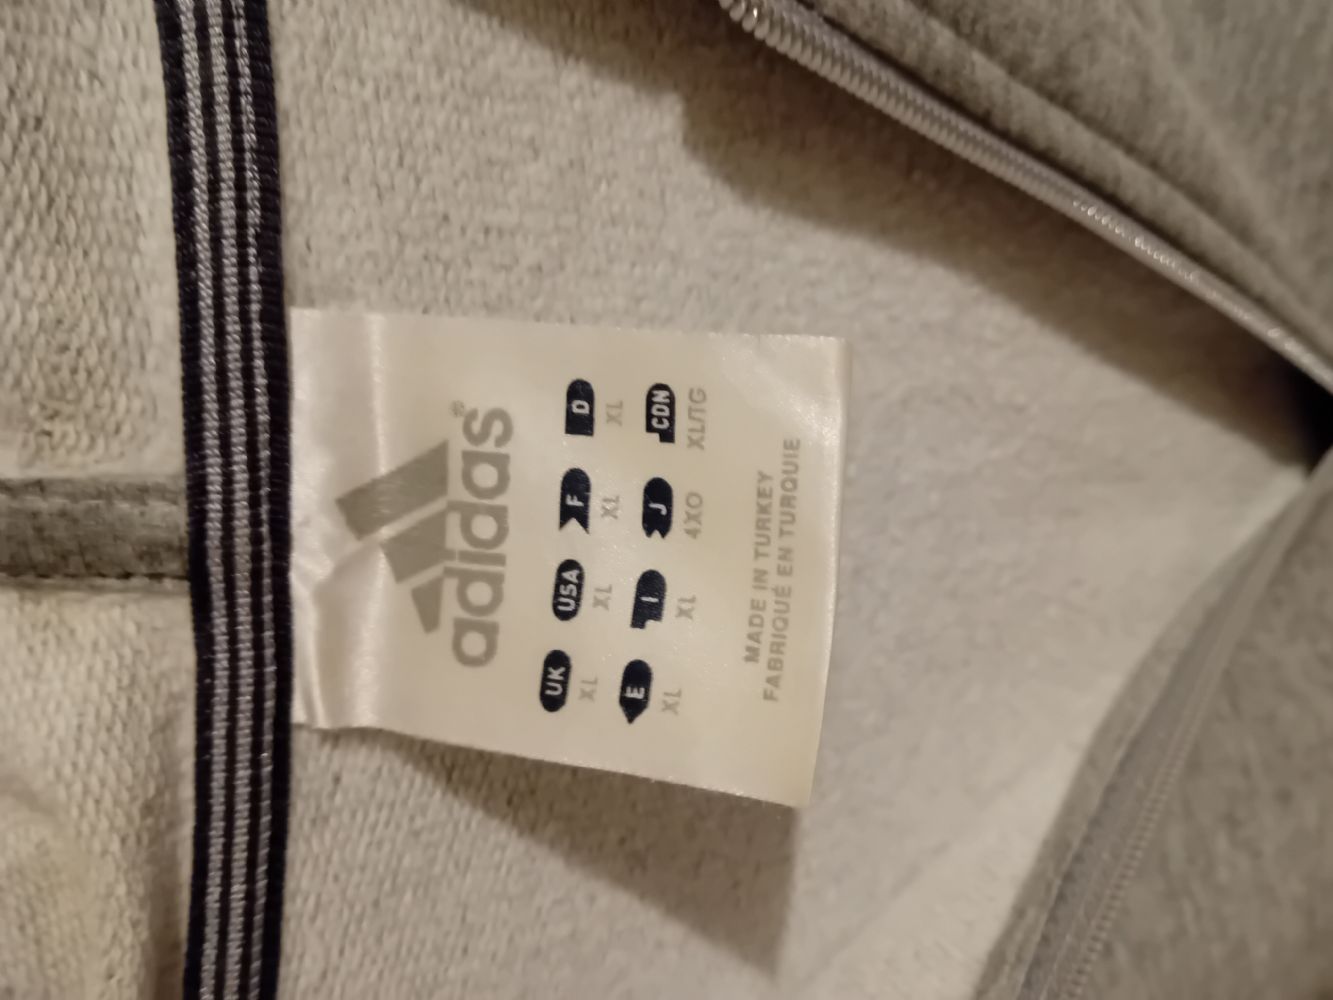 adidas®
UK USA F D
XL XL XL XL
E I J CDN
XL XL 4XO XL/TG
MADE IN TURKEY
FABRIQUÉ EN TURQUIE